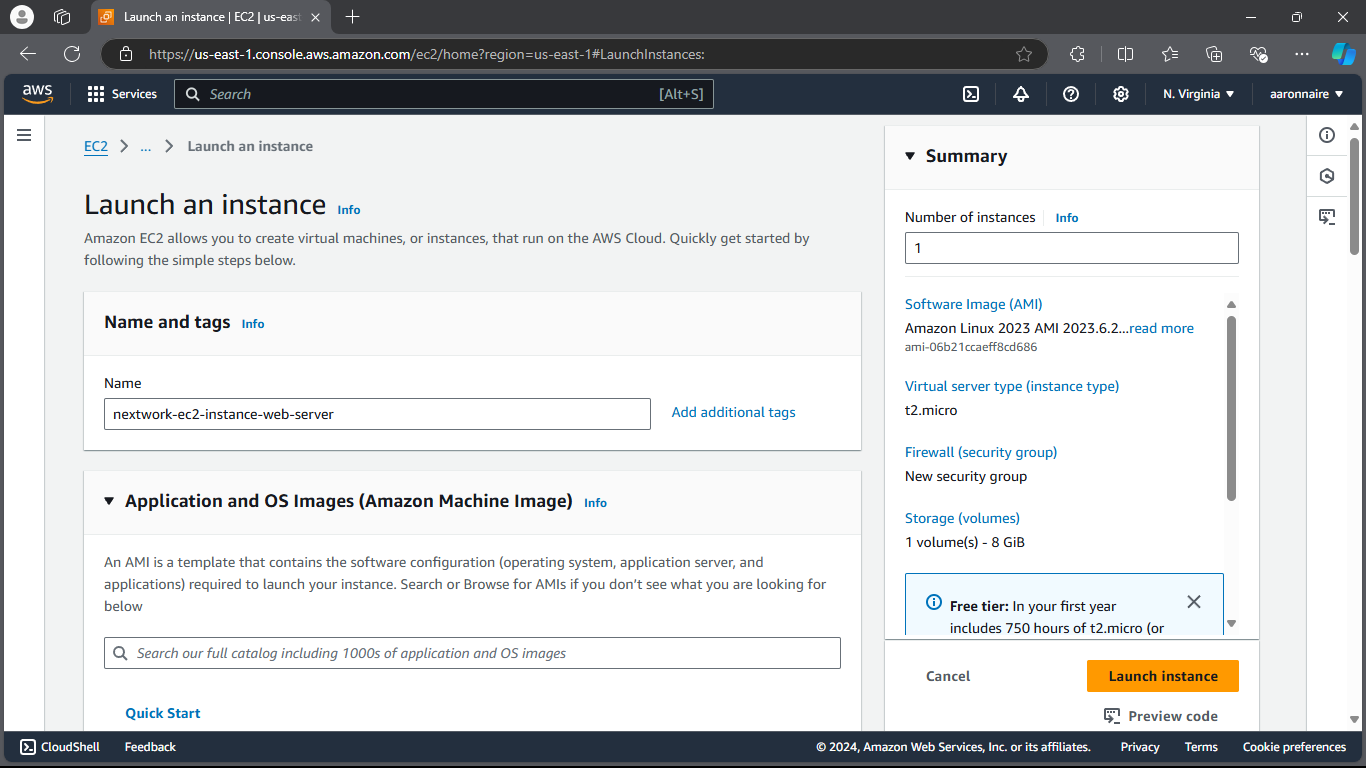 Launch an instance | EC2 | us-east
https://us-east-1.console.aws.amazon.com/ec2/home?region=us-east-1#LaunchInstances:
aws
Services
Search
[Alt+S]
N. Virginia
aaronnaire
EC2
...
Launch an instance
Launch an instance Info
Amazon EC2 allows you to create virtual machines, or instances, that run on the AWS Cloud. Quickly get started by
following the simple steps below.
Name and tags Info
Name
nextwork-ec2-instance-web-server
Add additional tags
Application and OS Images (Amazon Machine Image) Info
An AMI is a template that contains the software configuration (operating system, application server, and
applications) required to launch your instance. Search or Browse for AMIs if you don't see what you are looking for
below
Search our full catalog including 1000s of application and OS images
Quick Start
Summary
Number of instances Info
1
Software Image (AMI)
Amazon Linux 2023 AMI 2023.6.2...read more
ami-06b21ccaeff8cd686
Virtual server type (instance type)
t2.micro
Firewall (security group)
New security group
Storage (volumes)
1 volume(s) - 8 GiB
Free tier: In your first year
includes 750 hours of t2.micro (or
Cancel
Launch instance
Preview code
CloudShell
Feedback
© 2024, Amazon Web Services, Inc. or its affiliates.
Privacy
Terms
Cookie preferences